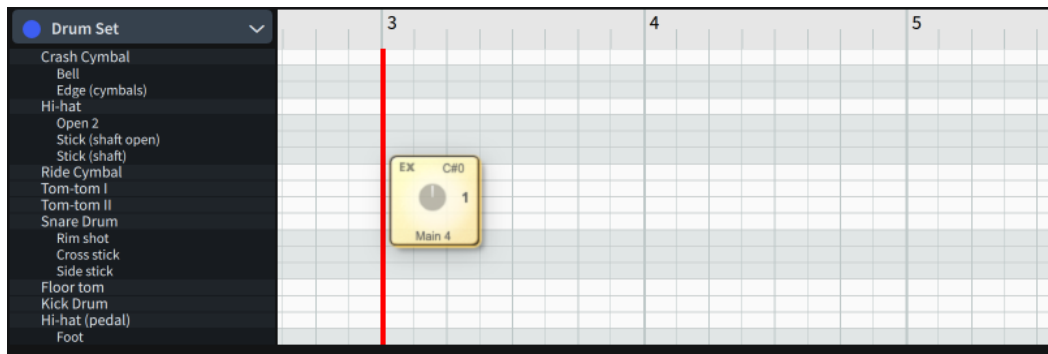 Drum Set
3 4 5
Crash Cymbal
Bell
Edge (cymbals)
Hi-hat
Open 2
Stick (shaft open)
Stick (shaft)
Ride Cymbal
Tom-tom I
Tom-tom II
Snare Drum
Rim shot
Cross stick
Side stick
Floor tom
Kick Drum
Hi-hat (pedal)
Foot
EX C#0
1
Main 4